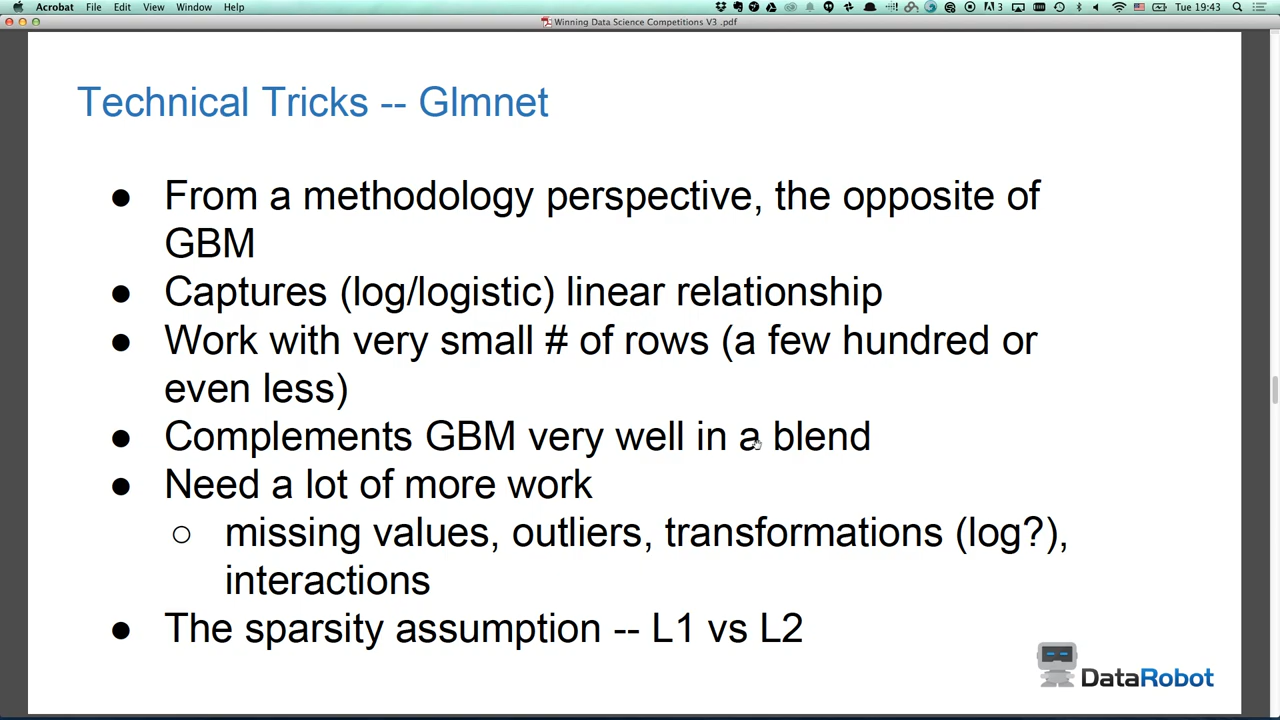 Acrobat File Edit View Window Help
3 Tue 19:43
Winning Data Science Competitions V3 .pdf
Technical Tricks -- Glmnet
● From a methodology perspective, the opposite of
GBM
● Captures (log/logistic) linear relationship
● Work with very small # of rows (a few hundred or
even less)
● Complements GBM very well in a blend
● Need a lot of more work
○ missing values, outliers, transformations (log?),
interactions
● The sparsity assumption -- L1 vs L2
DataRobot